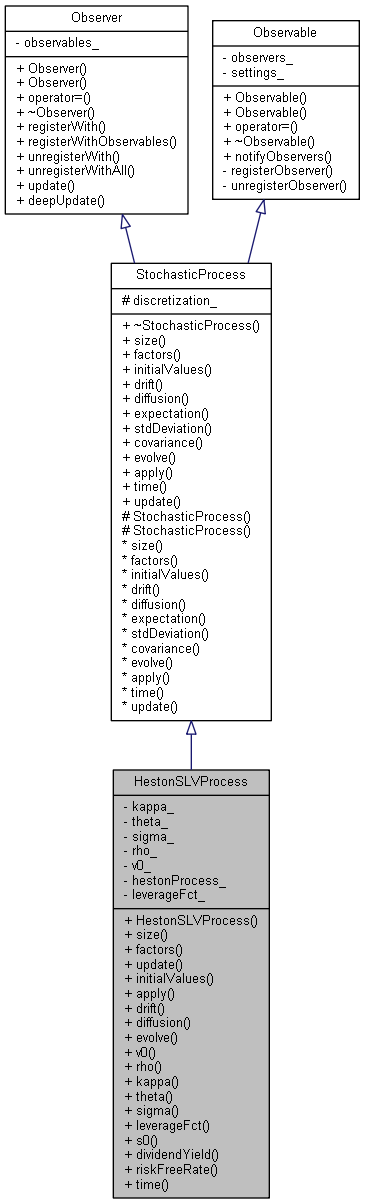 Observer
- observables_
+ Observer()
+ Observer()
+ operator=()
+ ~Observer()
+ registerWith()
+ registerWithObservables()
+ unregisterWith()
+ unregisterWithAll()
+ update()
+ deepUpdate()
Observable
- observers_
- settings_
+ Observable()
+ Observable()
+ operator=()
+ ~Observable()
+ notifyObservers()
- registerObserver()
- unregisterObserver()
StochasticProcess
# discretization_
+ ~StochasticProcess()
+ size()
+ factors()
+ initialValues()
+ drift()
+ diffusion()
+ expectation()
+ stdDeviation()
+ covariance()
+ evolve()
+ apply()
+ time()
+ update()
# StochasticProcess()
# StochasticProcess()
* size()
* factors()
* initialValues()
* drift()
* diffusion()
* expectation()
* stdDeviation()
* covariance()
* evolve()
* apply()
* time()
* update()
HestonSLVProcess
- kappa_
- theta_
- sigma_
- rho_
- v0_
- hestonProcess_
- leverageFct_
+ HestonSLVProcess()
+ size()
+ factors()
+ update()
+ initialValues()
+ apply()
+ drift()
+ diffusion()
+ evolve()
+ v0()
+ rho()
+ kappa()
+ theta()
+ sigma()
+ leverageFct()
+ s0()
+ dividendYield()
+ riskFreeRate()
+ time()